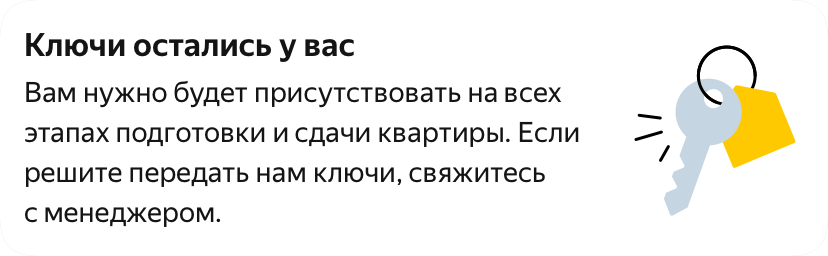 Ключи остались у вас
Вам нужно будет присутствовать на всех
этапах подготовки и сдачи квартиры. Если
решите передать нам ключи, свяжитесь
с менеджером.